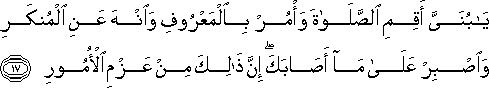 يَـٰبُنَىَّ أَقِمِ ٱلصَّلَوٰةَ وَأْمُرْ بِٱلْمَعْرُوفِ وَٱنْهَ عَنِ ٱلْمُنكَرِ
وَٱصْبِرْ عَلَىٰ مَآ أَصَابَكَ ۖ إِنَّ ذَٰلِكَ مِنْ عَزْمِ ٱلْأُمُورِ ١٧